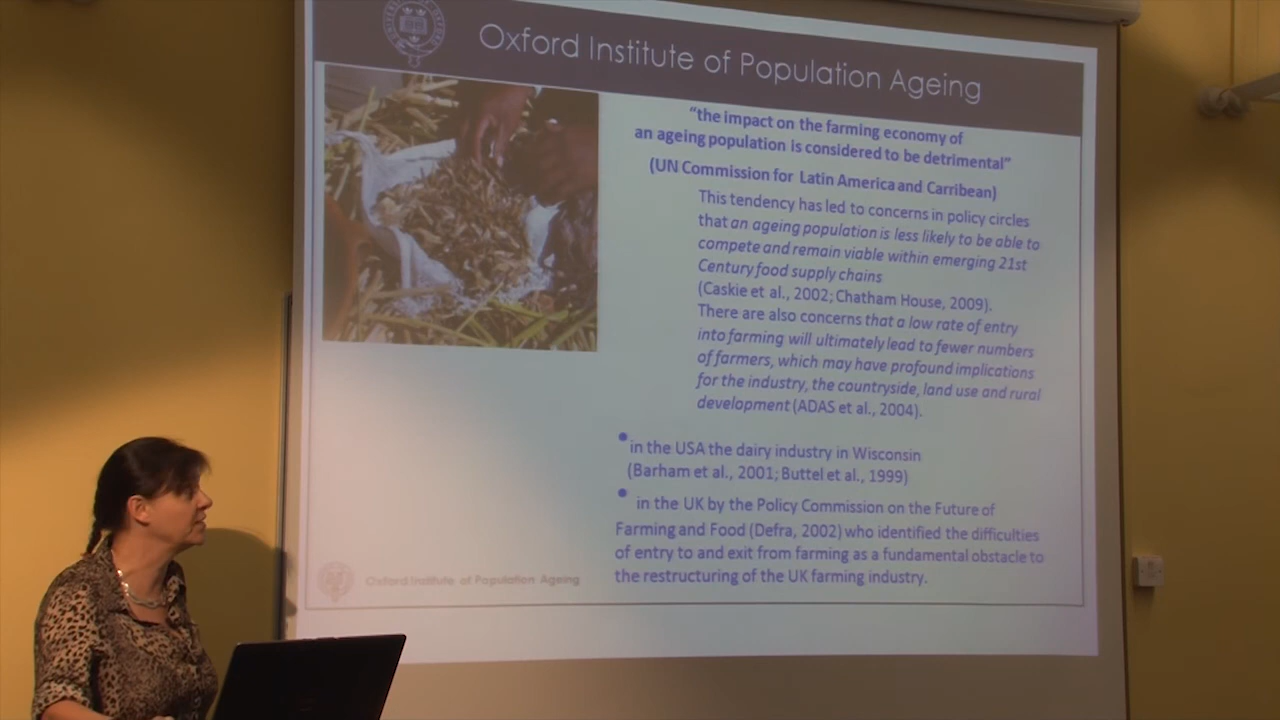 Oxford Institute of Population Ageing
“the impact on the farming economy of
an ageing population is considered to be detrimental”
(UN Commission for Latin America and Carribean)
This tendency has led to concerns in policy circles
that an ageing population is less likely to be able to
compete and remain viable within emerging 21st
Century food supply chains
(Caskie et al., 2002; Chatham House, 2009).
There are also concerns that a low rate of entry
into farming will ultimately lead to fewer numbers
of farmers, which may have profound implications
for the industry, the countryside, land use and rural
development (ADAS et al., 2004).
• in the USA the dairy industry in Wisconsin
(Barham et al., 2001; Buttel et al., 1999)
• in the UK by the Policy Commission on the Future of
Farming and Food (Defra, 2002) who identified the difficulties
of entry to and exit from farming as a fundamental obstacle to
the restructuring of the UK farming industry.
Oxford Institute of Population Ageing